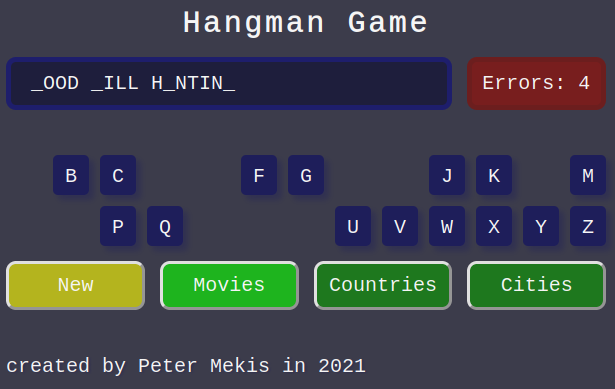 Hangman Game
_OOD _ILL H_NTIN_ Errors: 4
B C F G J K M
P Q U V W X Y Z
New Movies Countries Cities
created by Peter Mekis in 2021